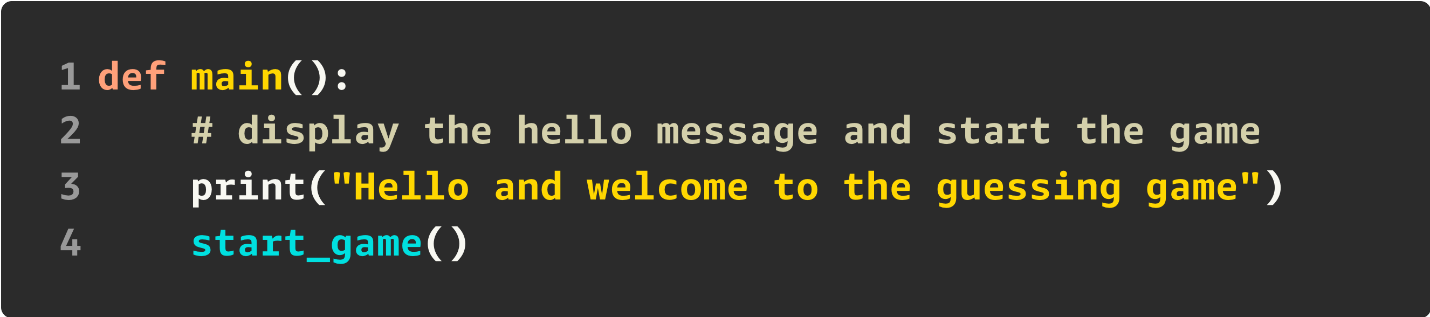 1 def main():
2     # display the hello message and start the game
3     print("Hello and welcome to the guessing game")
4     start_game()